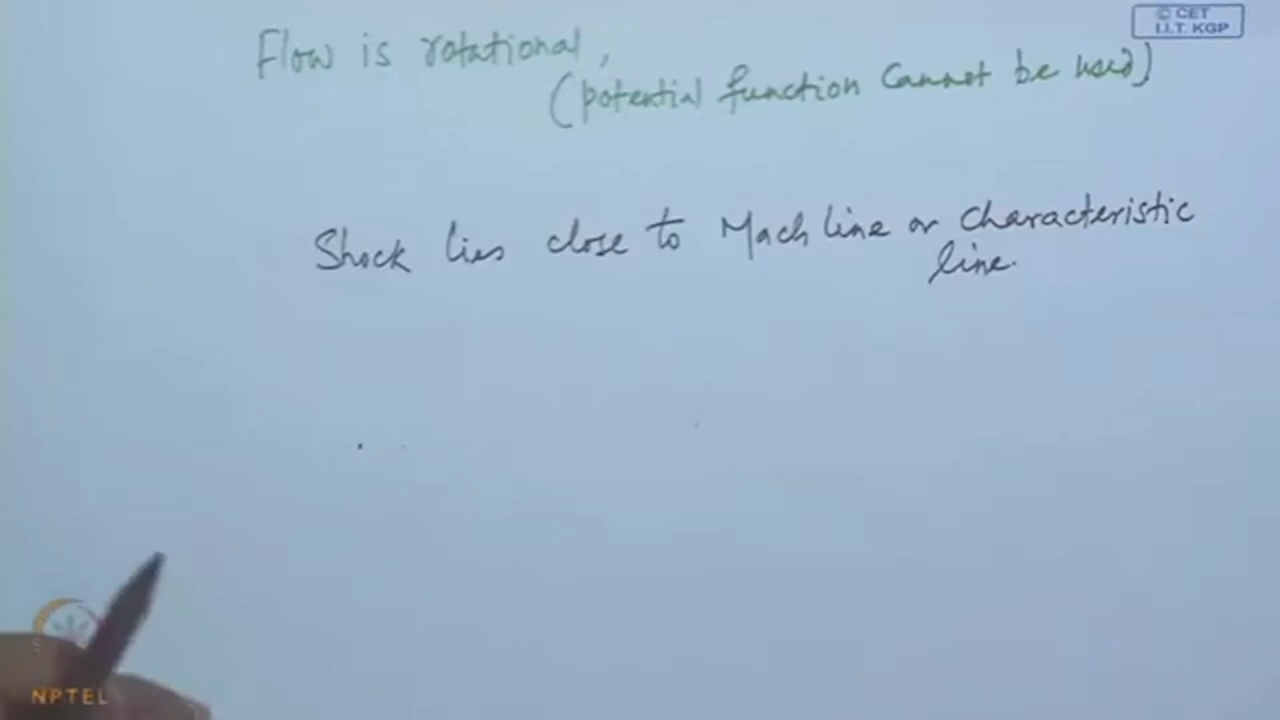 © CET
I.I.T. KGP
Flow is rotational,
(potential function cannot be used)
Shock lies close to Mach line or characteristic
line.
NPTEL